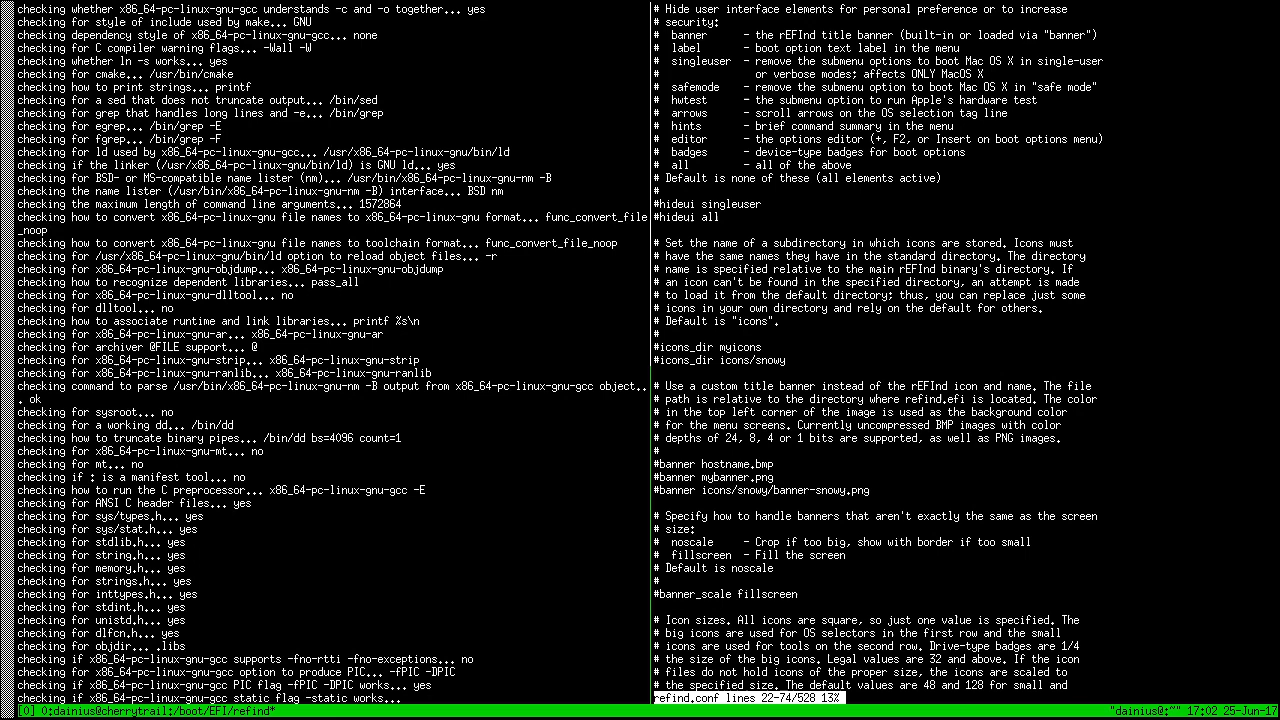 checking whether x86_64-pc-linux-gnu-gcc understands -c and -o together... yes
checking for style of include used by make... GNU
checking dependency style of x86_64-pc-linux-gnu-gcc... none
checking for C compiler warning flags... -Wall -W
checking whether ln -s works... yes
checking for cmake... /usr/bin/cmake
checking how to print strings... printf
checking for a sed that does not truncate output... /bin/sed
checking for grep that handles long lines and -e... /bin/grep
checking for egrep... /bin/grep -E
checking for fgrep... /bin/grep -F
checking for ld used by x86_64-pc-linux-gnu-gcc... /usr/x86_64-pc-linux-gnu/bin/ld
checking if the linker (/usr/x86_64-pc-linux-gnu/bin/ld) is GNU ld... yes
checking for BSD- or MS-compatible name lister (nm)... /usr/bin/x86_64-pc-linux-gnu-nm -B
checking the name lister (/usr/bin/x86_64-pc-linux-gnu-nm -B) interface... BSD nm
checking the maximum length of command line arguments... 1572864
checking how to convert x86_64-pc-linux-gnu file names to x86_64-pc-linux-gnu format... func_convert_file
_noop
checking how to convert x86_64-pc-linux-gnu file names to toolchain format... func_convert_file_noop
checking for /usr/x86_64-pc-linux-gnu/bin/ld option to reload object files... -r
checking for x86_64-pc-linux-gnu-objdump... x86_64-pc-linux-gnu-objdump
checking how to recognize dependent libraries... pass_all
checking for x86_64-pc-linux-gnu-dlltool... no
checking for dlltool... no
checking how to associate runtime and link libraries... printf %s\n
checking for x86_64-pc-linux-gnu-ar... x86_64-pc-linux-gnu-ar
checking for archiver @FILE support... @
checking for x86_64-pc-linux-gnu-strip... x86_64-pc-linux-gnu-strip
checking for x86_64-pc-linux-gnu-ranlib... x86_64-pc-linux-gnu-ranlib
checking command to parse /usr/bin/x86_64-pc-linux-gnu-nm -B output from x86_64-pc-linux-gnu-gcc object..
. ok
checking for sysroot... no
checking for a working dd... /bin/dd
checking how to truncate binary pipes... /bin/dd bs=4096 count=1
checking for x86_64-pc-linux-gnu-mt... no
checking for mt... no
checking if : is a manifest tool... no
checking how to run the C preprocessor... x86_64-pc-linux-gnu-gcc -E
checking for ANSI C header files... yes
checking for sys/types.h... yes
checking for sys/stat.h... yes
checking for stdlib.h... yes
checking for string.h... yes
checking for memory.h... yes
checking for strings.h... yes
checking for inttypes.h... yes
checking for stdint.h... yes
checking for unistd.h... yes
checking for dlfcn.h... yes
checking for objdir... .libs
checking if x86_64-pc-linux-gnu-gcc supports -fno-rtti -fno-exceptions... no
checking for x86_64-pc-linux-gnu-gcc option to produce PIC... -fPIC -DPIC
checking if x86_64-pc-linux-gnu-gcc PIC flag -fPIC -DPIC works... yes
checking if x86_64-pc-linux-gnu-gcc static flag -static works...
# Hide user interface elements for personal preference or to increase
# security:
#  banner      - the rEFInd title banner (built-in or loaded via "banner")
#  label       - boot option text label in the menu
#  singleuser  - remove the submenu options to boot Mac OS X in single-user
#                or verbose modes; affects ONLY MacOS X
#  safemode    - remove the submenu option to boot Mac OS X in "safe mode"
#  hwtest      - the submenu option to run Apple's hardware test
#  arrows      - scroll arrows on the OS selection tag line
#  hints       - brief command summary in the menu
#  editor      - the options editor (+, F2, or Insert on boot options menu)
#  badges      - device-type badges for boot options
#  all         - all of the above
# Default is none of these (all elements active)
#
#hideui singleuser
#hideui all

# Set the name of a subdirectory in which icons are stored. Icons must
# have the same names they have in the standard directory. The directory
# name is specified relative to the main rEFInd binary's directory. If
# an icon can't be found in the specified directory, an attempt is made
# to load it from the default directory; thus, you can replace just some
# icons in your own directory and rely on the default for others.
# Default is "icons".
#
#icons_dir myicons
#icons_dir icons/snowy

# Use a custom title banner instead of the rEFInd icon and name. The file
# path is relative to the directory where refind.efi is located. The color
# in the top left corner of the image is used as the background color
# for the menu screens. Currently uncompressed BMP images with color
# depths of 24, 8, 4 or 1 bits are supported, as well as PNG images.
#
#banner hostname.bmp
#banner mybanner.png
#banner icons/snowy/banner-snowy.png

# Specify how to handle banners that aren't exactly the same as the screen
# size:
#  noscale     - Crop if too big, show with border if too small
#  fillscreen  - Fill the screen
# Default is noscale
#
#banner_scale fillscreen

# Icon sizes. All icons are square, so just one value is specified. The
# big icons are used for OS selectors in the first row and the small
# icons are used for tools on the second row. Drive-type badges are 1/4
# the size of the big icons. Legal values are 32 and above. If the icon
# files do not hold icons of the proper size, the icons are scaled to
# the specified size. The default values are 48 and 128 for small and
refind.conf lines 22-74/528 13%
[0] 0:dainius@cherrytrail:/boot/EFI/refind* "dainius@:~" 17:02 25-Jun-17